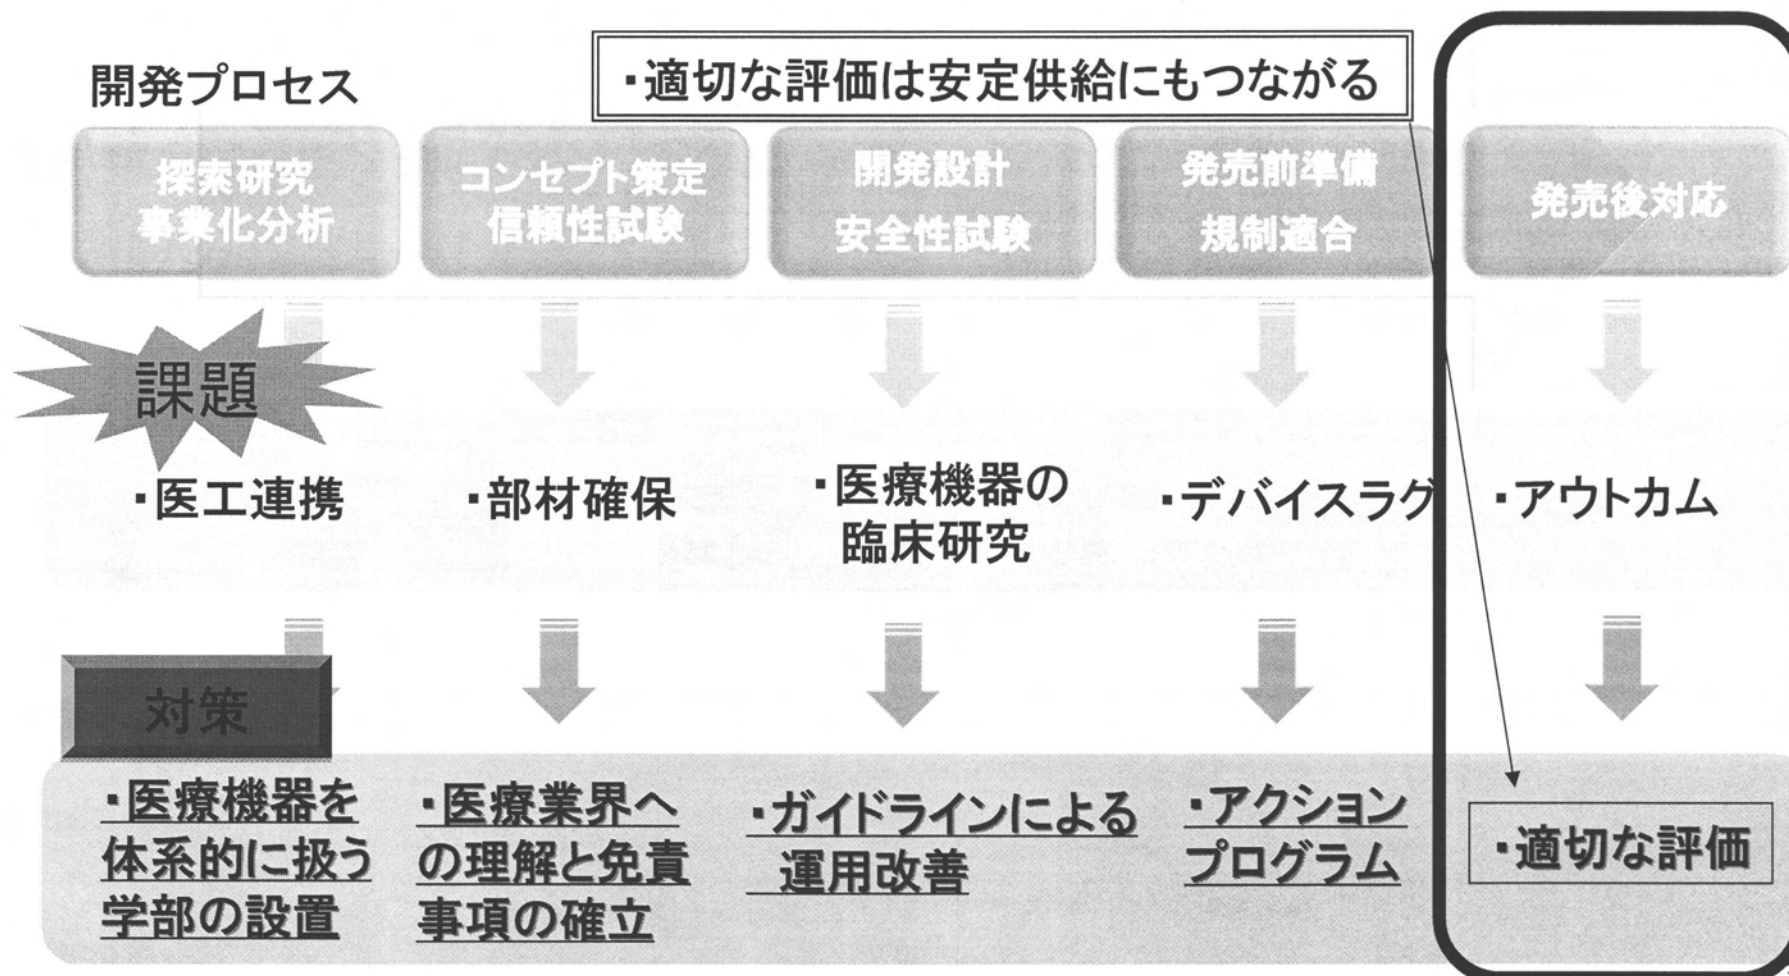 ・適切な評価は安定供給にもつながる
開発プロセス
探索研究
事業化分析
コンセプト策定
信頼性試験
開発設計
安全性試験
発売前準備
規制適合
発売後対応
課題
・医工連携
・部材確保
・医療機器の
臨床研究
・デバイスラグ
・アウトカム
対策
・医療機器を
体系的に扱う
学部の設置
・医療業界へ
の理解と免責
事項の確立
・ガイドラインによる
運用改善
・アクション
プログラム
・適切な評価